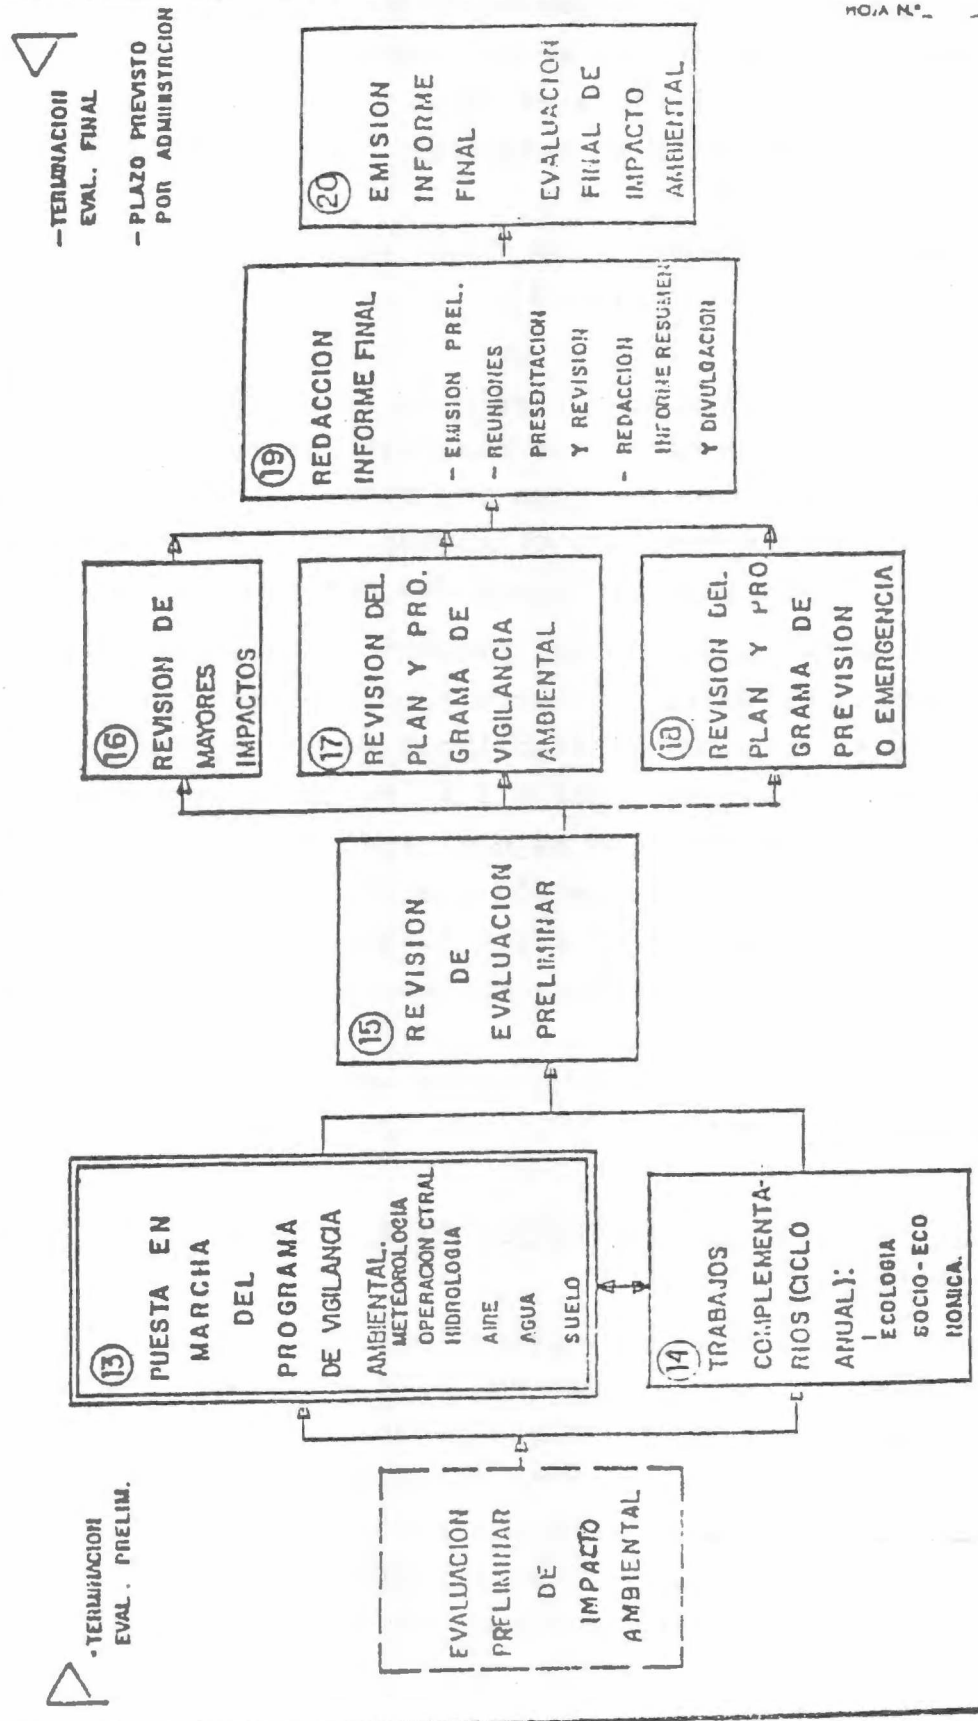 - TERMINACION
EVAL. PRELIM.
EVALUACION
PRELIMINAR
DE
IMPACTO
AMBIENTAL
13
PUESTA EN
MARCHA
DEL
PROGRAMA
DE VIGILANCIA
AMBIENTAL.
METEOROLOGIA
OPERACION CTRAL
HIDROLOGIA
AIRE
AGUA
SUELO
14
TRABAJOS
COMPLEMENTA-
RIOS (CICLO
ANUAL):
ECOLOGIA
SOCIO-ECO
NOMICA.
15
REVISION
DE
EVALUACION
PRELIMINAR
16
REVISION DE
MAYORES
IMPACTOS
17
REVISION DEL
PLAN Y PRO.
GRAMA DE
VIGILANCIA
AMBIENTAL
18
REVISION DEL
PLAN Y PRO
GRAMA DE
PREVISION
O EMERGENCIA
19
REDACCION
INFORME FINAL
- EMISION PREL.
- REUNIONES
PRESENTACION
Y REVISION
- REDACCION
INFORME RESUMEN
Y DIVULGACION
20
EMISION
INFORME
FINAL
EVALUACION
FINAL DE
IMPACTO
AMBIENTAL
- TERMINACION
EVAL. FINAL
- PLAZO PREVISTO
POR ADMINISTRCION
HOJA N.º